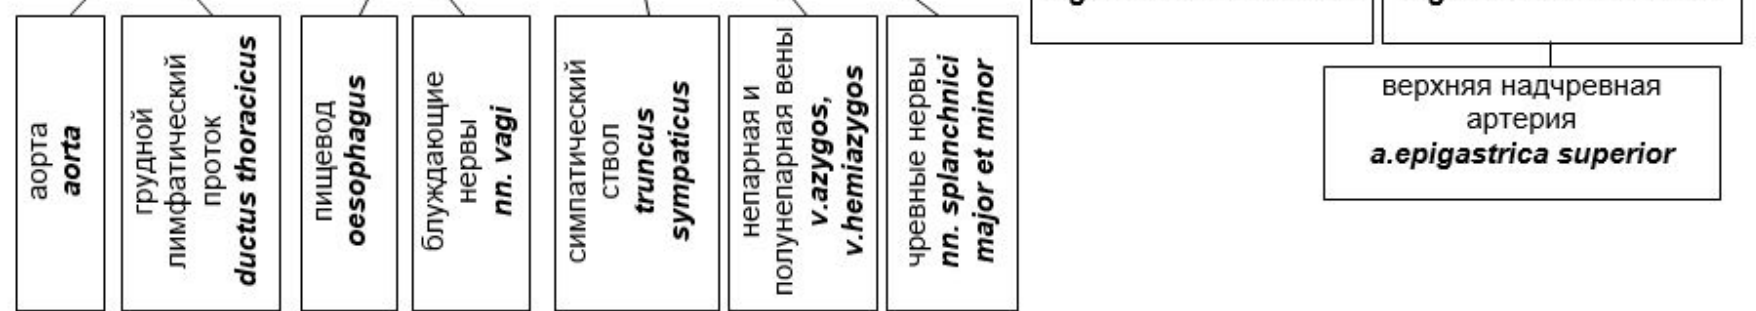 аорта
aorta
грудной
лимфатический
проток
ductus thoracicus
пищевод
oesophagus
блуждающие
нервы
nn. vagi
симпатический
ствол
truncus
sympaticus
непарная и
полунепарная вены
v.azygos,
v.hemiazygos
чревные нервы
nn. splanchnici
major et minor
верхняя надчревная
артерия
a.epigastrica superior